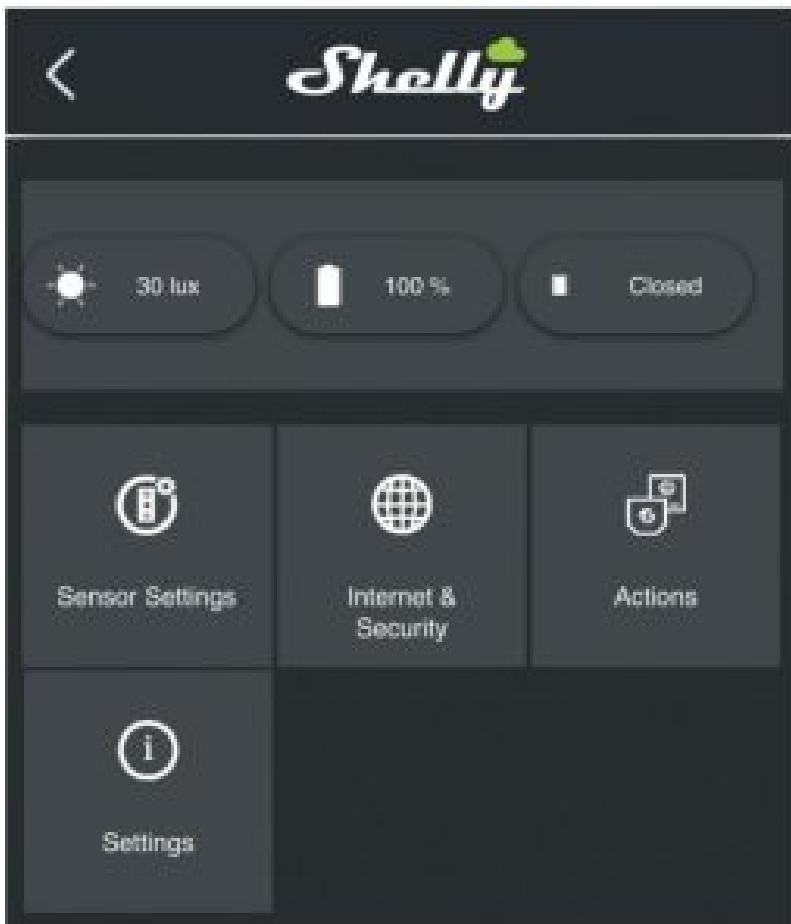 Shelly
30 lux
100 %
Closed
Sensor Settings
Internet &
Security
Actions
i
Settings